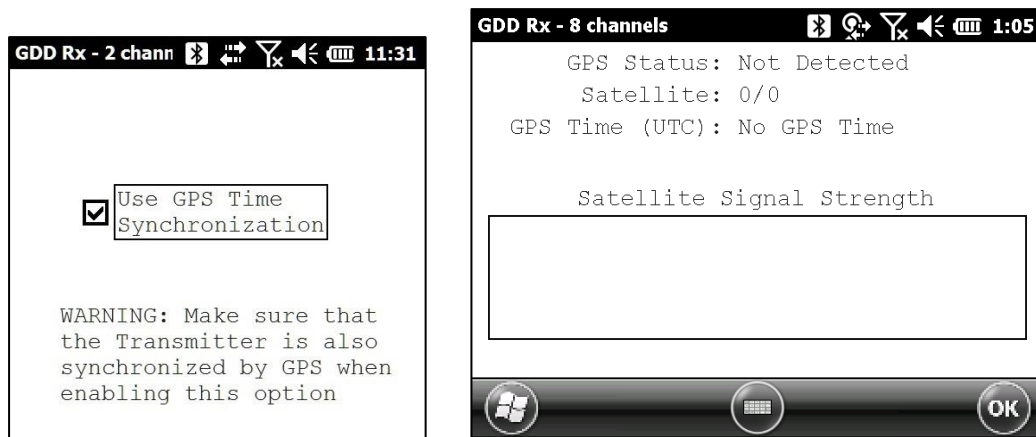 GDD Rx - 2 chann 11:31
Use GPS Time
Synchronization
WARNING: Make sure that
the Transmitter is also
synchronized by GPS when
enabling this option
GDD Rx - 8 channels 1:05
GPS Status: Not Detected
Satellite: 0/0
GPS Time (UTC): No GPS Time
Satellite Signal Strength
OK